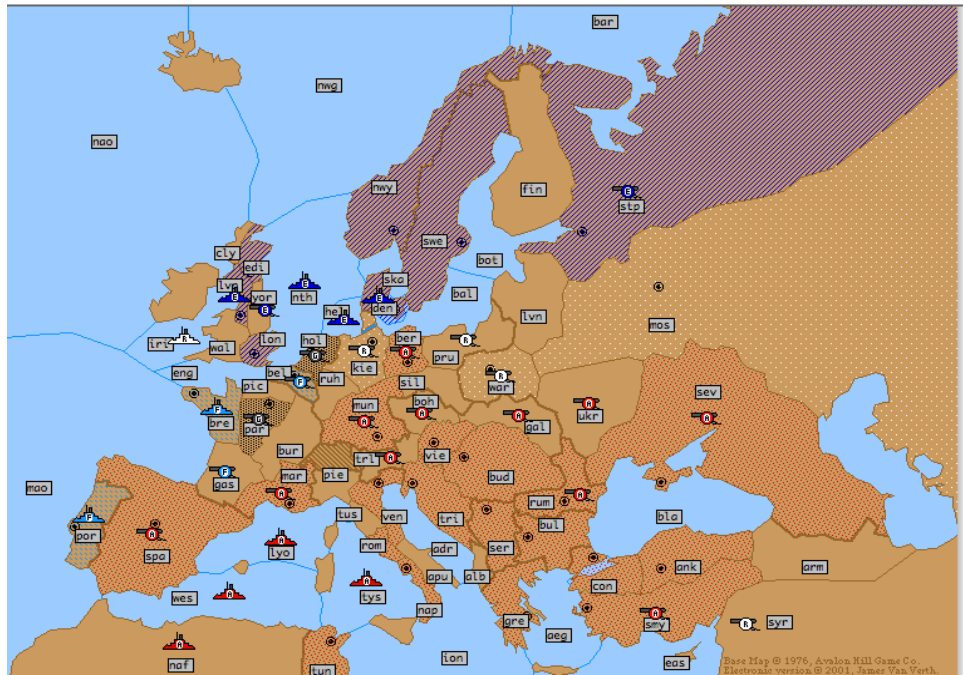 bar
nwg
nao
nwy
fin
stp
swe
bot
cly
edi
ska
lvp
yor
nth
den
bal
hel
lvn
mos
iri
wal
lon
hol
ber
pru
kie
eng
bel
ruh
war
pic
sil
sev
mun
boh
ukr
bre
par
gal
bur
trl
vie
gas
mar
pie
bud
mao
rum
por
tus
ven
bla
spa
lyo
rom
tri
bul
ser
adr
alb
ank
arm
apu
con
wes
tys
nap
gre
aeg
smy
syr
naf
ion
eas
tun
E
E
E
E
E
R
G
R
A
R
F
R
A
A
A
F
G
A
A
F
A
A
A
F
A
A
A
A
A
A
R
Base Map © 1976, Avalon Hill Game Co.
Electronic version © 2001, James Van Verth.